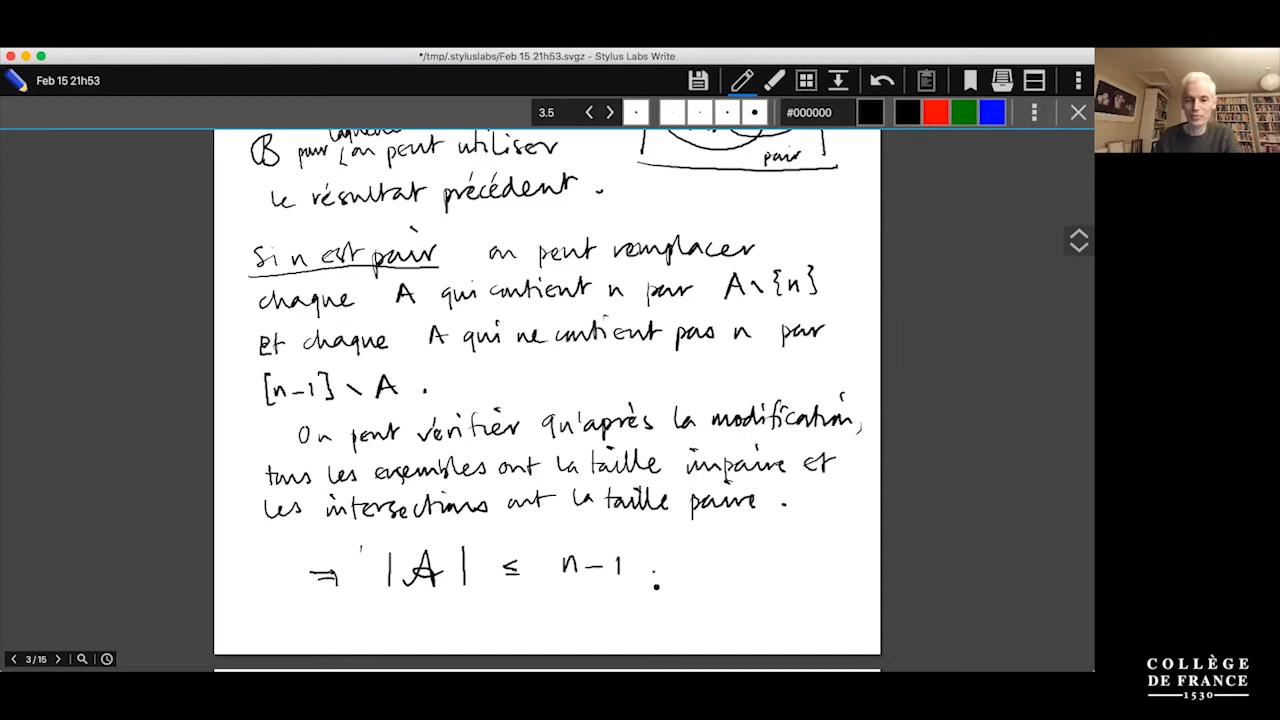 */tmp/.styluslabs/Feb 15 21h53.svgz - Stylus Labs Write
Feb 15 21h53
3.5
#000000
laquelle
B pour on peut utiliser
le résultat précédent.
pair
Si n est pair on peut remplacer
chaque A qui contient n par A∖{n}
et chaque A qui ne contient pas n par
[n-1]∖A.
On peut vérifier qu'après la modification,
tous les ensembles ont la taille impaire et
les intersections ont la taille paire.
⇒ |A| ≤ n-1.
3/15
COLLÈGE
DE FRANCE
1530